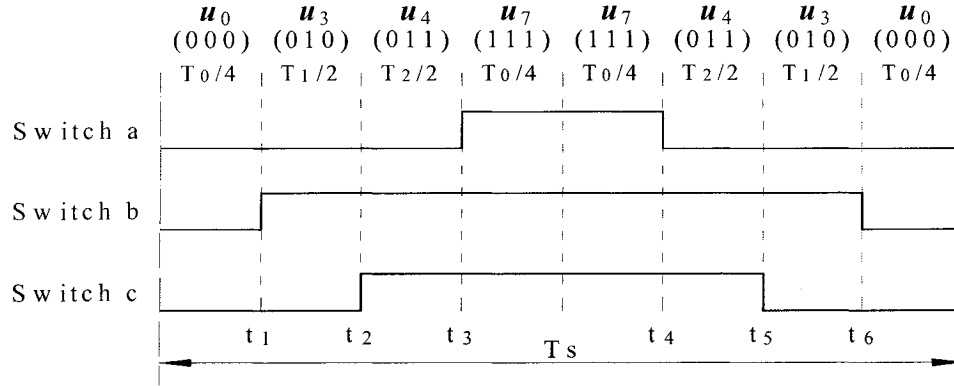 u0 u3 u4 u7 u7 u4 u3 u0
(000) (010) (011) (111) (111) (011) (010) (000)
T0/4 T1/2 T2/2 T0/4 T0/4 T2/2 T1/2 T0/4
Switch a
Switch b
Switch c
t1 t2 t3 t4 t5 t6
Ts